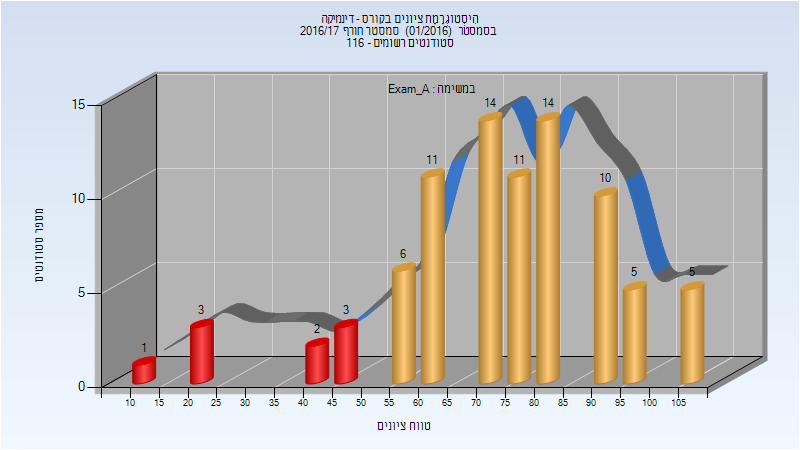 היסטוגרמת ציונים בקורס - דינמיקה
בסמסטר (01/2016) סמסטר חורף 2016/17
סטודנטים רשומים - 116
במשימה : Exam_A
מספר סטודנטים
15
10
5
0
1
3
2
3
6
11
14
11
14
10
5
5
10 15 20 25 30 35 40 45 50 55 60 65 70 75 80 85 90 95 100 105
טווח ציונים